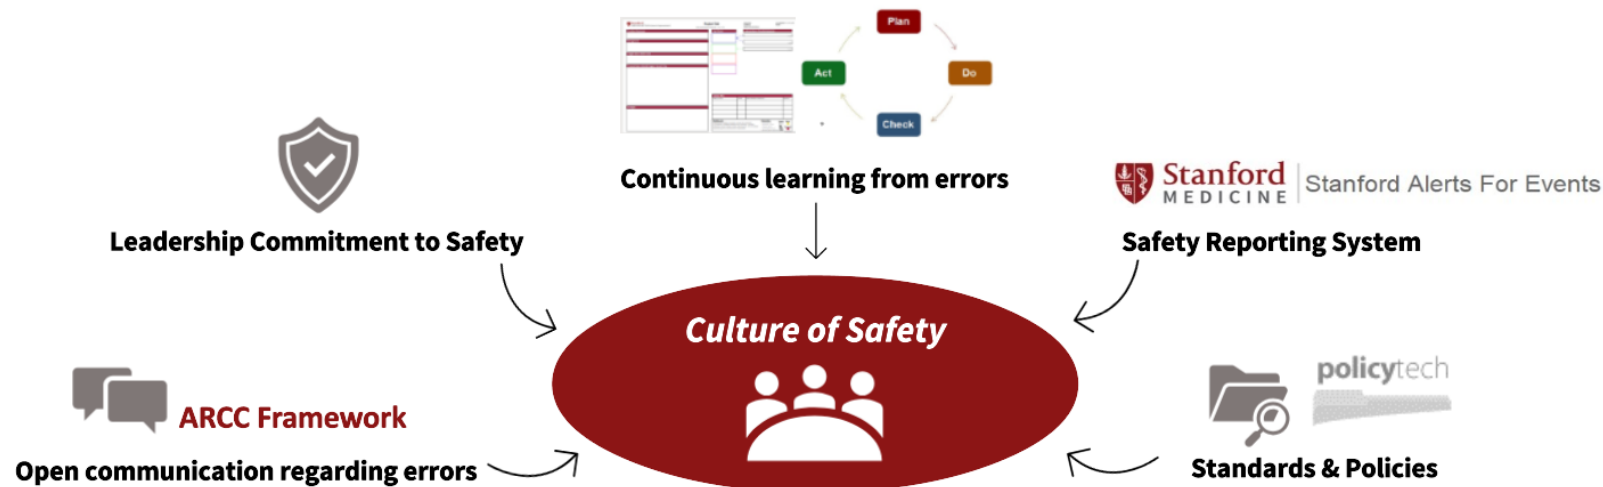 Plan
Act
Do
Check
Continuous learning from errors
Stanford
MEDICINE
Stanford Alerts For Events
Leadership Commitment to Safety
Safety Reporting System
Culture of Safety
policytech
ARCC Framework
Open communication regarding errors
Standards & Policies